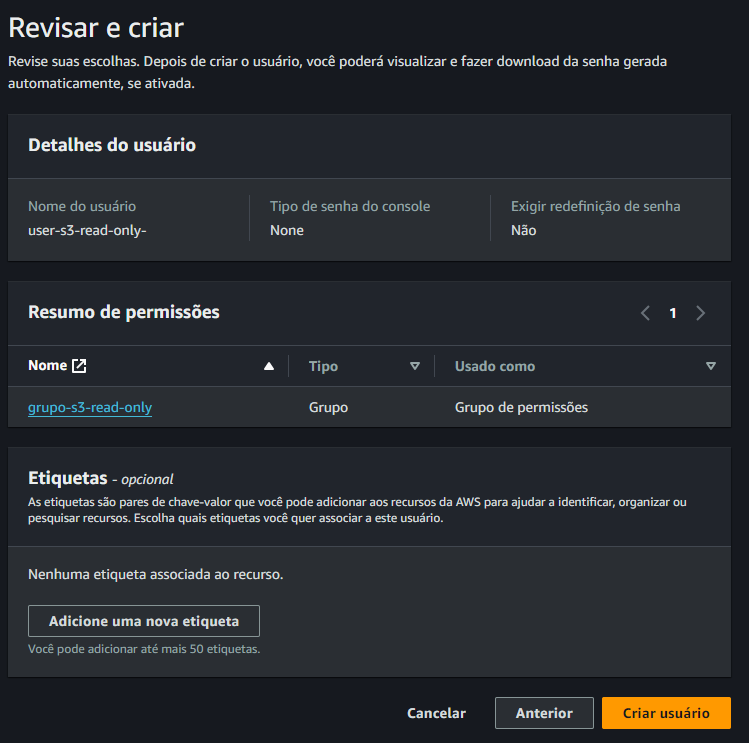 Revisar e criar
Revise suas escolhas. Depois de criar o usuário, você poderá visualizar e fazer download da senha gerada
automaticamente, se ativada.
Detalhes do usuário
Nome do usuário
user-s3-read-only-
Tipo de senha do console
None
Exigir redefinição de senha
Não
Resumo de permissões
1
Nome Tipo Usado como
grupo-s3-read-only Grupo Grupo de permissões
Etiquetas - opcional
As etiquetas são pares de chave-valor que você pode adicionar aos recursos da AWS para ajudar a identificar, organizar ou
pesquisar recursos. Escolha quais etiquetas você quer associar a este usuário.
Nenhuma etiqueta associada ao recurso.
Adicione uma nova etiqueta
Você pode adicionar até mais 50 etiquetas.
Cancelar Anterior Criar usuário